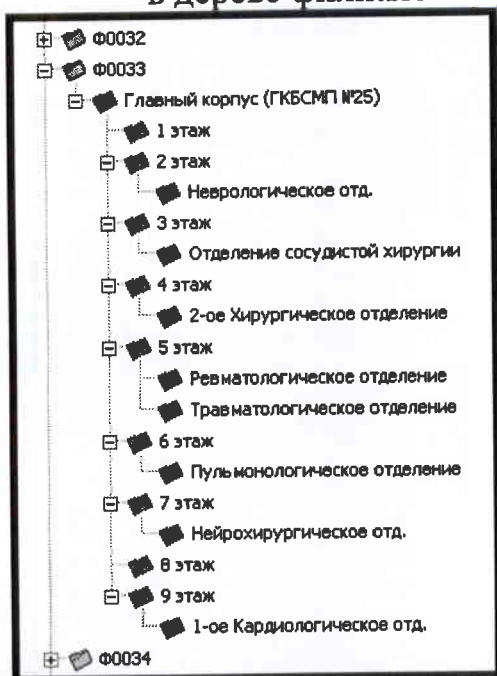 в дерево филиал
Ф0032
Ф0033
Главный корпус (ГКБСМП №25)
1 этаж
2 этаж
Неврологическое отд.
3 этаж
Отделение сосудистой хирургии
4 этаж
2-ое Хирургическое отделение
5 этаж
Ревматологическое отделение
Травматологическое отделение
6 этаж
Пульмонологическое отделение
7 этаж
Нейрохирургическое отд.
8 этаж
9 этаж
1-ое Кардиологическое отд.
Ф0034